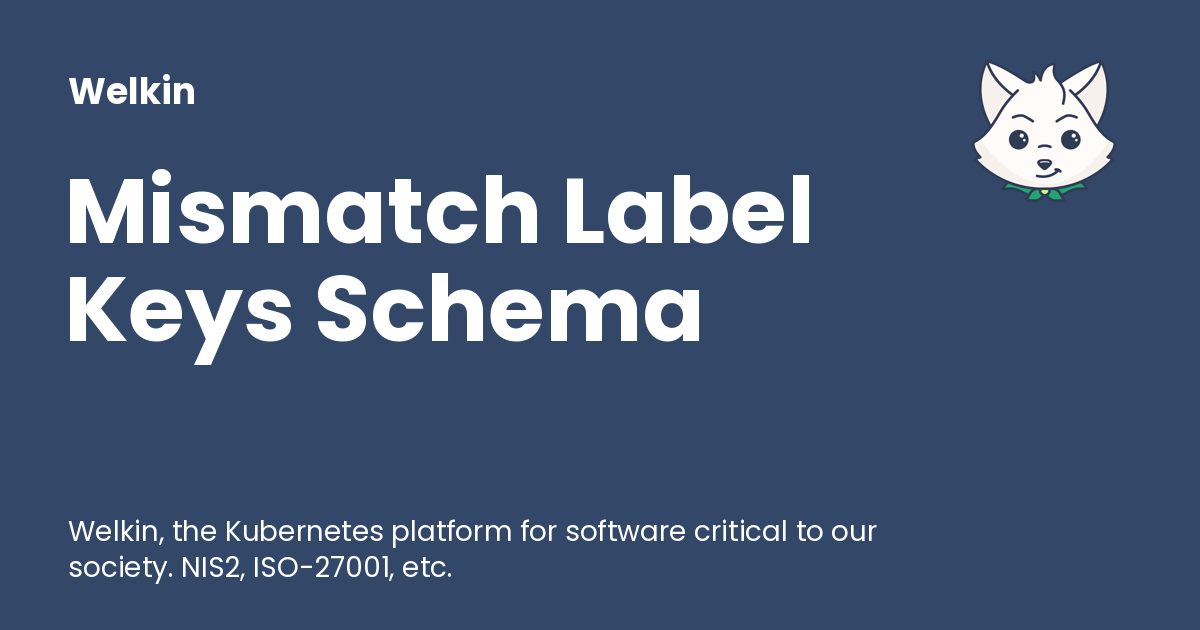 Welkin
Mismatch Label
Keys Schema
Welkin, the Kubernetes platform for software critical to our
society. NIS2, ISO-27001, etc.